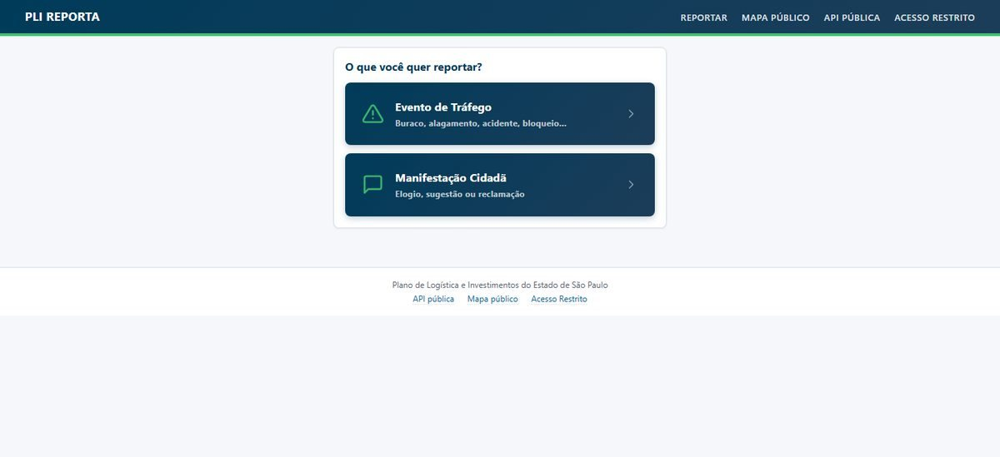 PLI REPORTA
REPORTAR MAPA PÚBLICO API PÚBLICA ACESSO RESTRITO
O que você quer reportar?
Evento de Tráfego
Buraco, alagamento, acidente, bloqueio...
Manifestação Cidadã
Elogio, sugestão ou reclamação
Plano de Logística e Investimentos do Estado de São Paulo
API pública Mapa público Acesso Restrito